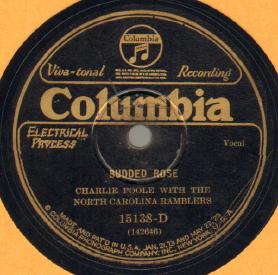 Columbia
Viva-tonal Recording
Columbia
ELECTRICAL
PROCESS
Vocal
BUDDED ROSE
CHARLIE POOLE WITH THE
NORTH CAROLINA RAMBLERS
15138-D
(142646)
MADE AND PAT'D IN U.S.A. JAN. 21,'13 AND MAY 22,'23
COLUMBIA PHONOGRAPH COMPANY, INC., NEW YORK, U.S.A.